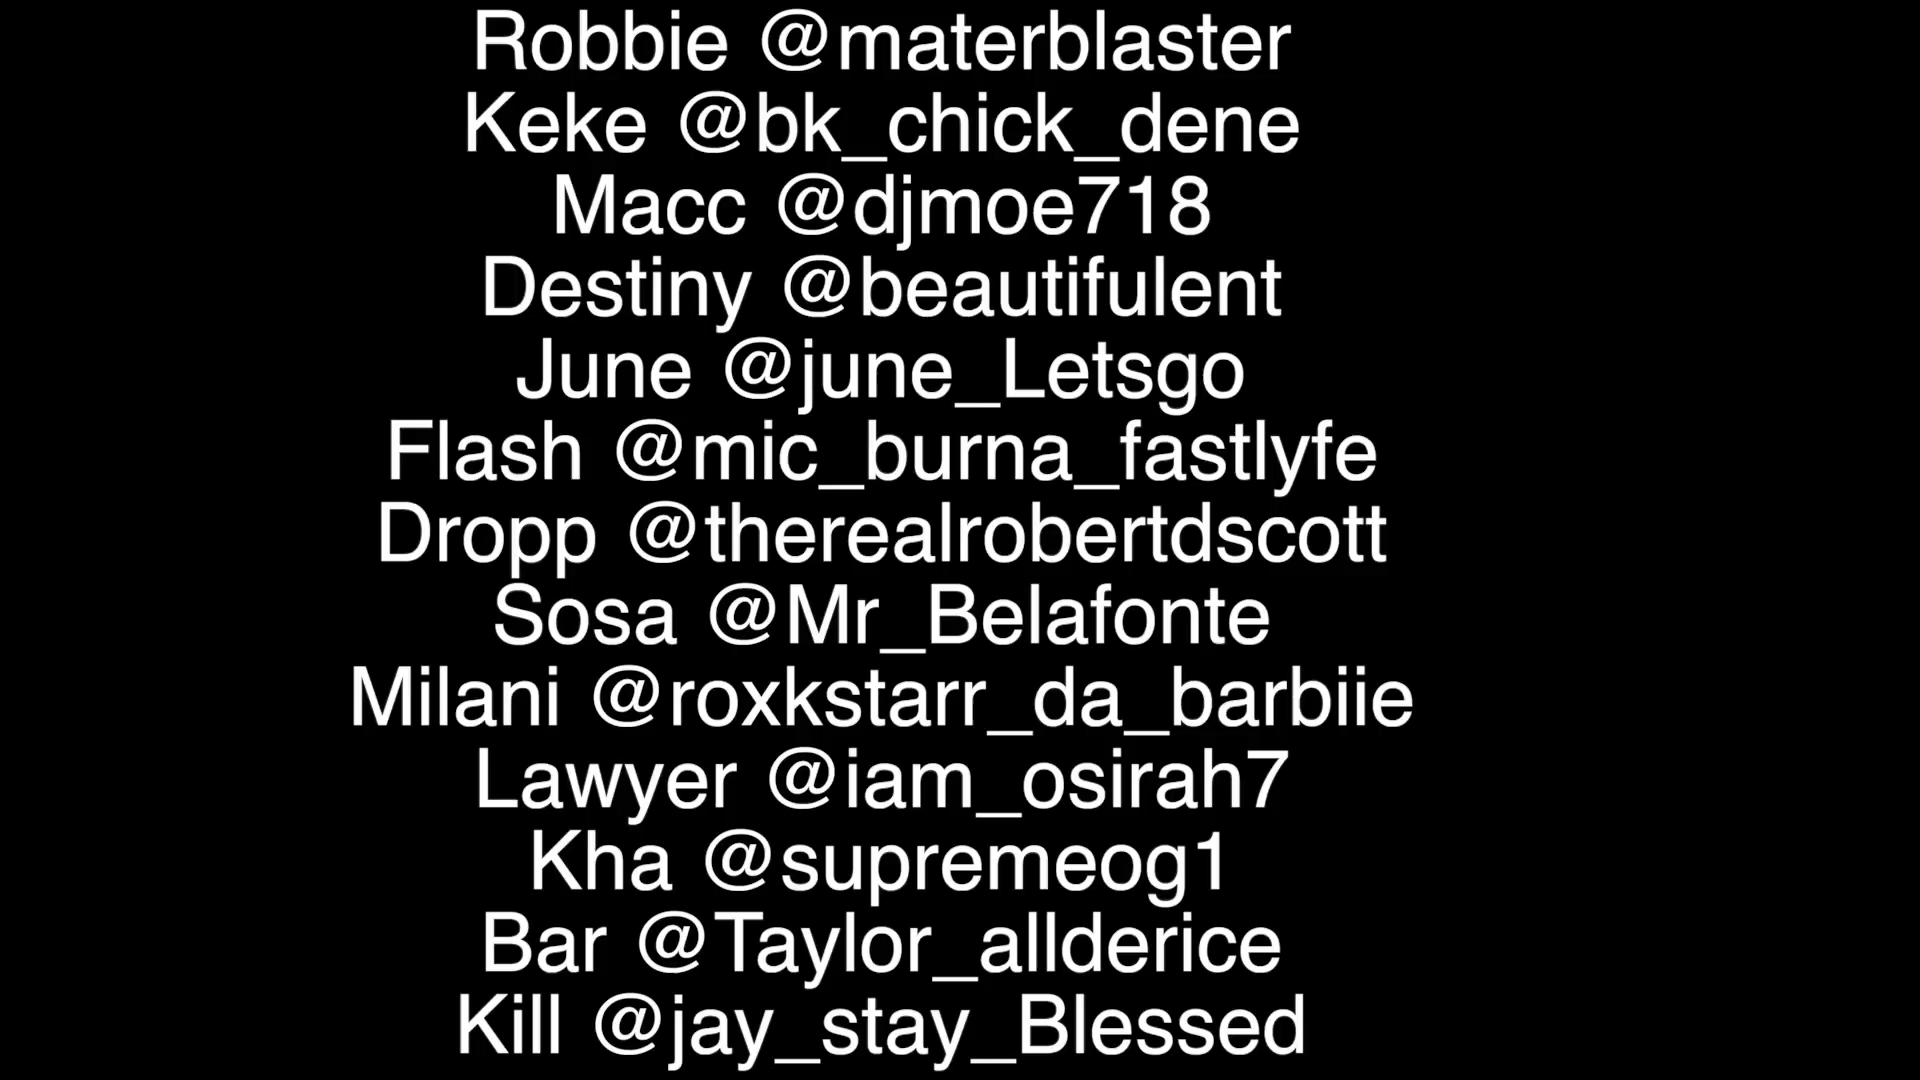 Robbie @materblaster
Keke @bk_chick_dene
Macc @djmoe718
Destiny @beautifulent
June @june_Letsgo
Flash @mic_burna_fastlyfe
Dropp @therealrobertdscott
Sosa @Mr_Belafonte
Milani @roxkstarr_da_barbiie
Lawyer @iam_osirah7
Kha @supremeog1
Bar @Taylor_allderice
Kill @jay_stay_Blessed